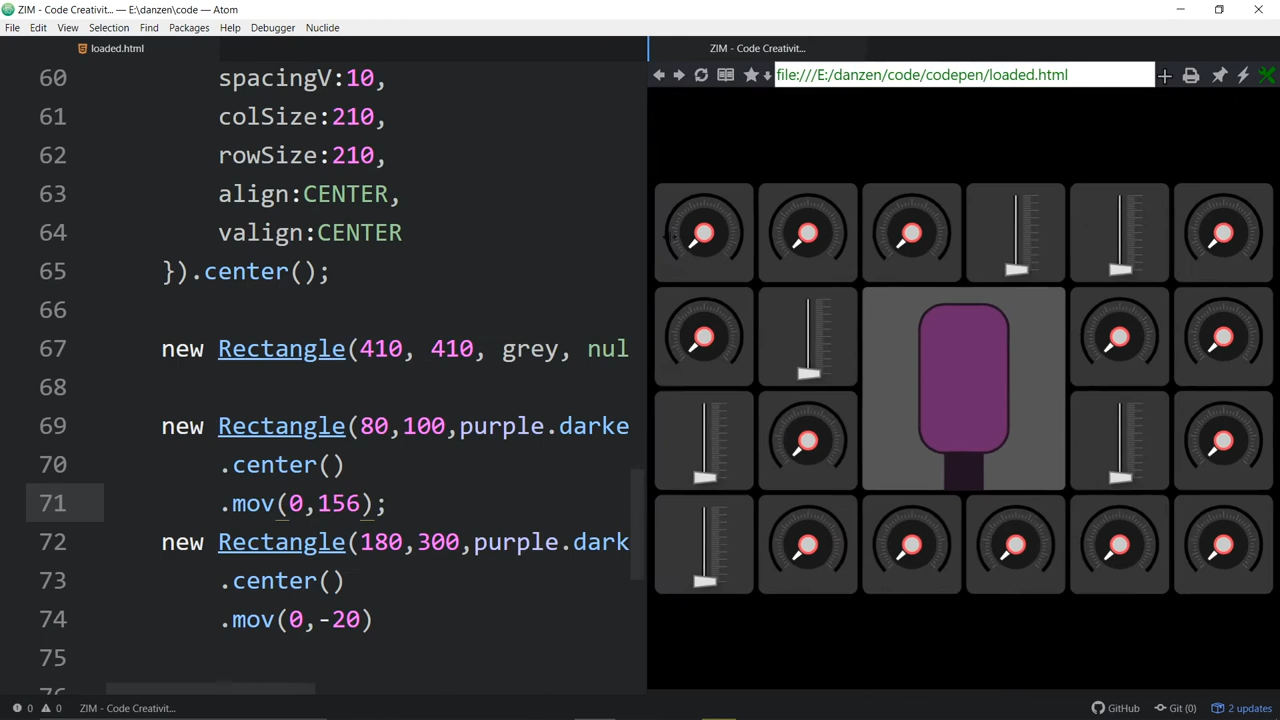 ZIM - Code Creativit... — E:\danzen\code — Atom
File Edit View Selection Find Packages Help Debugger Nuclide
loaded.html
ZIM - Code Creativit...
file:///E:/danzen/code/codepen/loaded.html
60 spacingV:10,
61 colSize:210,
62 rowSize:210,
63 align:CENTER,
64 valign:CENTER
65 }).center();
66
67 new Rectangle(410, 410, grey, nul
68
69 new Rectangle(80,100,purple.darke
70 .center()
71 .mov(0,156);
72 new Rectangle(180,300,purple.dark
73 .center()
74 .mov(0,-20)
75
0 0 ZIM - Code Creativit...
GitHub Git (0) 2 updates